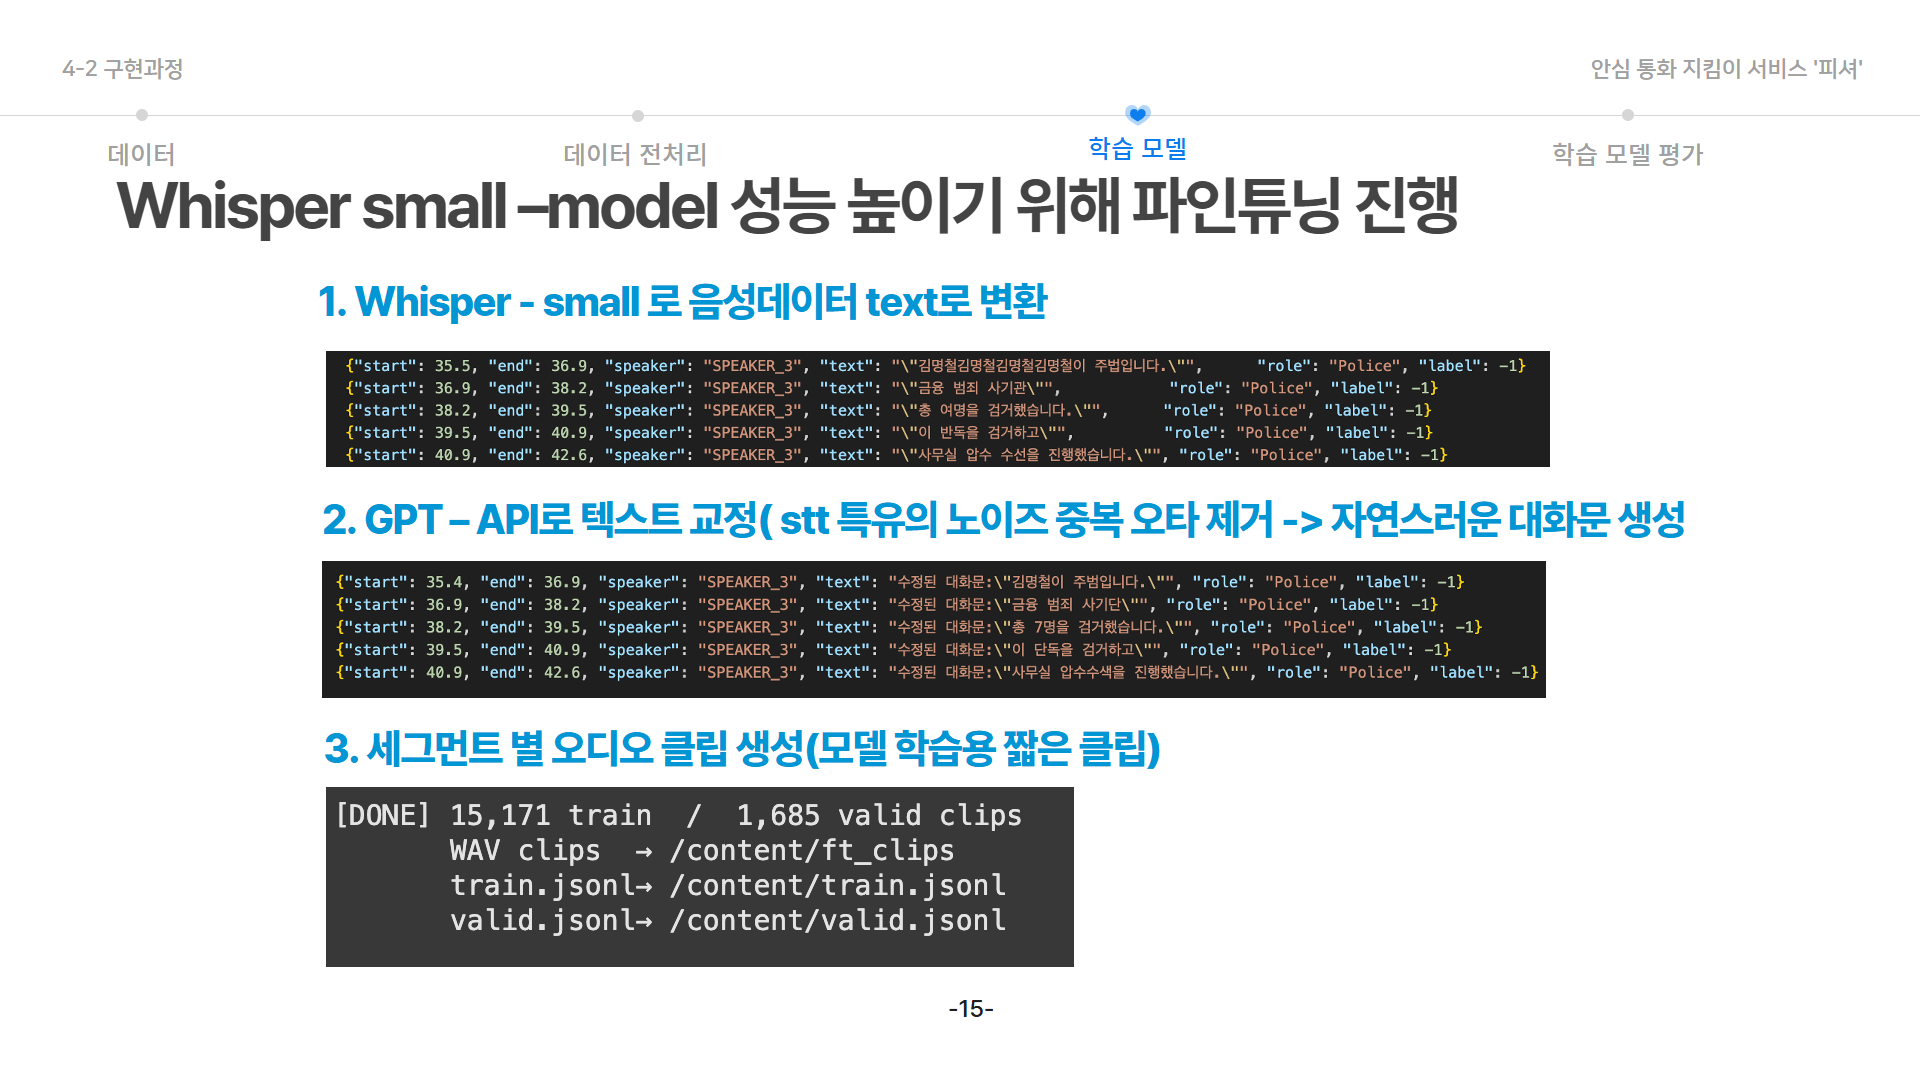 4-2 구현과정
안심 통화 지킴이 서비스 '피셔'
데이터
데이터 전처리
학습 모델
학습 모델 평가
Whisper small –model 성능 높이기 위해 파인튜닝 진행
1. Whisper - small 로 음성데이터 text로 변환
{"start": 35.5, "end": 36.9, "speaker": "SPEAKER_3", "text": "\"김명철김명철김명철김명철이 주법입니다.\"", "role": "Police", "label": -1}
{"start": 36.9, "end": 38.2, "speaker": "SPEAKER_3", "text": "\"금융 범죄 사기관\"", "role": "Police", "label": -1}
{"start": 38.2, "end": 39.5, "speaker": "SPEAKER_3", "text": "\"총 여명을 검거했습니다.\"", "role": "Police", "label": -1}
{"start": 39.5, "end": 40.9, "speaker": "SPEAKER_3", "text": "\"이 반독을 검거하고\"", "role": "Police", "label": -1}
{"start": 40.9, "end": 42.6, "speaker": "SPEAKER_3", "text": "\"사무실 압수 수선을 진행했습니다.\"", "role": "Police", "label": -1}
2. GPT – API로 텍스트 교정( stt 특유의 노이즈 중복 오타 제거 -> 자연스러운 대화문 생성
{"start": 35.4, "end": 36.9, "speaker": "SPEAKER_3", "text": "수정된 대화문:\"김명철이 주범입니다.\"", "role": "Police", "label": -1}
{"start": 36.9, "end": 38.2, "speaker": "SPEAKER_3", "text": "수정된 대화문:\"금융 범죄 사기단\"", "role": "Police", "label": -1}
{"start": 38.2, "end": 39.5, "speaker": "SPEAKER_3", "text": "수정된 대화문:\"총 7명을 검거했습니다.\"", "role": "Police", "label": -1}
{"start": 39.5, "end": 40.9, "speaker": "SPEAKER_3", "text": "수정된 대화문:\"이 단독을 검거하고\"", "role": "Police", "label": -1}
{"start": 40.9, "end": 42.6, "speaker": "SPEAKER_3", "text": "수정된 대화문:\"사무실 압수수색을 진행했습니다.\"", "role": "Police", "label": -1}
3. 세그먼트 별 오디오 클립 생성(모델 학습용 짧은 클립)
[DONE] 15,171 train / 1,685 valid clips
WAV clips → /content/ft_clips
train.jsonl→ /content/train.jsonl
valid.jsonl→ /content/valid.jsonl
-15-